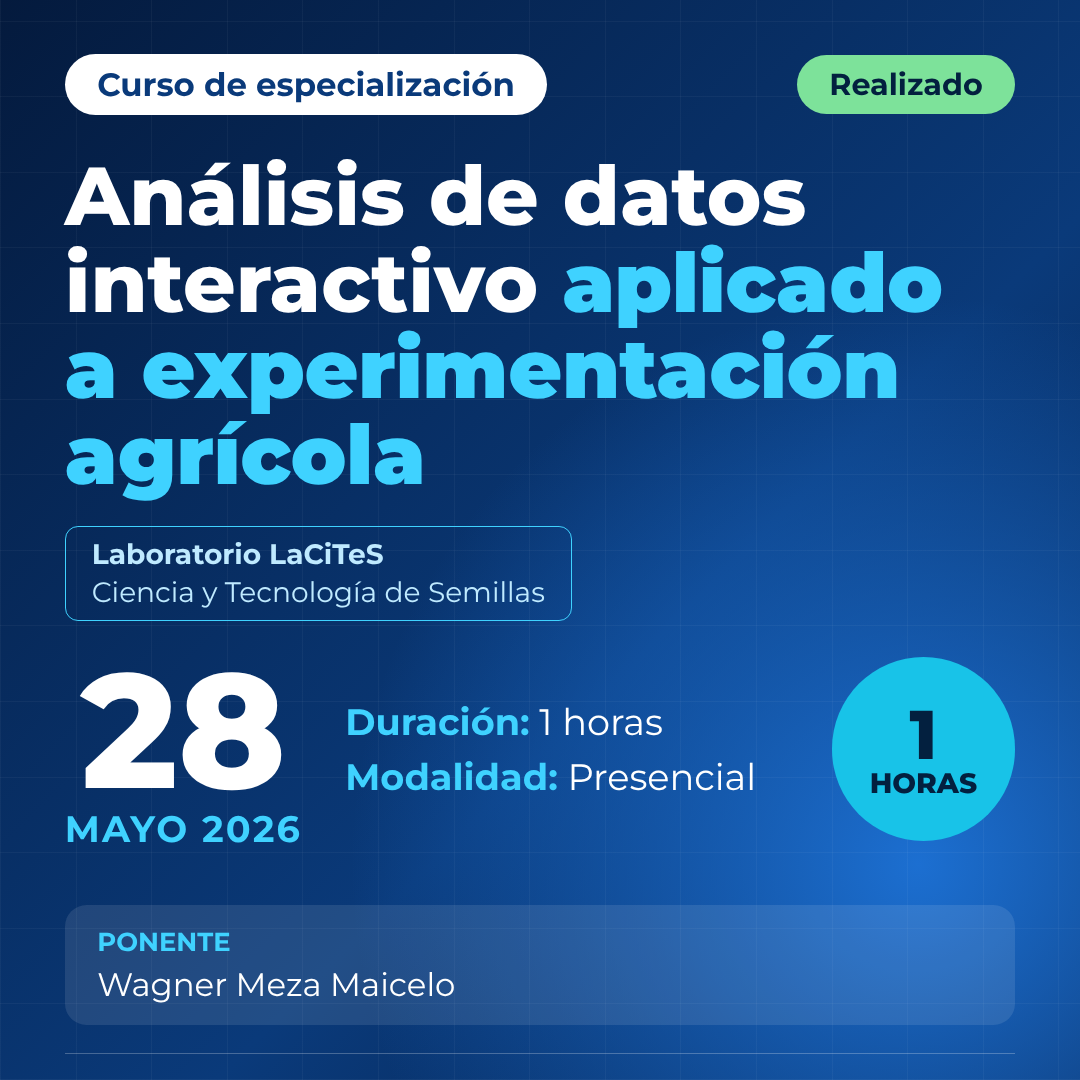 Curso de especialización
Realizado
Análisis de datos
interactivo aplicado
a experimentación
agrícola
Laboratorio LaCiTeS
Ciencia y Tecnología de Semillas
28
MAYO 2026
Duración: 1 horas
Modalidad: Presencial
1
HORAS
PONENTE
Wagner Meza Maicelo